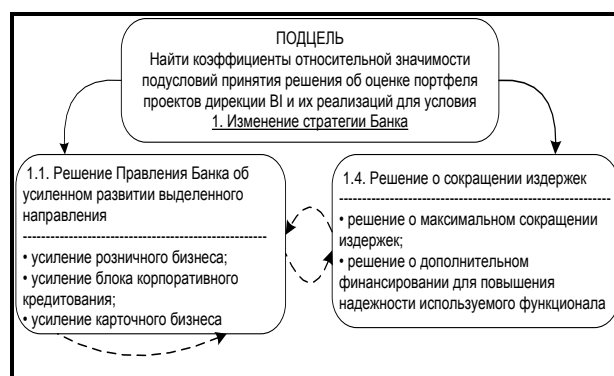 ПОДЦЕЛЬ
Найти коэффициенты относительной значимости
подусловий принятия решения об оценке портфеля
проектов дирекции BI и их реализаций для условия
1. Изменение стратегии Банка
1.1. Решение Правления Банка об
усиленном развитии выделенного
направления
--------------------------------------------------
• усиление розничного бизнеса;
• усиление блока корпоративного
кредитования;
• усиление карточного бизнеса
1.4. Решение о сокращении издержек
--------------------------------------------------------
• решение о максимальном сокращении
издержек;
• решение о дополнительном
финансировании для повышения
надежности используемого функционала